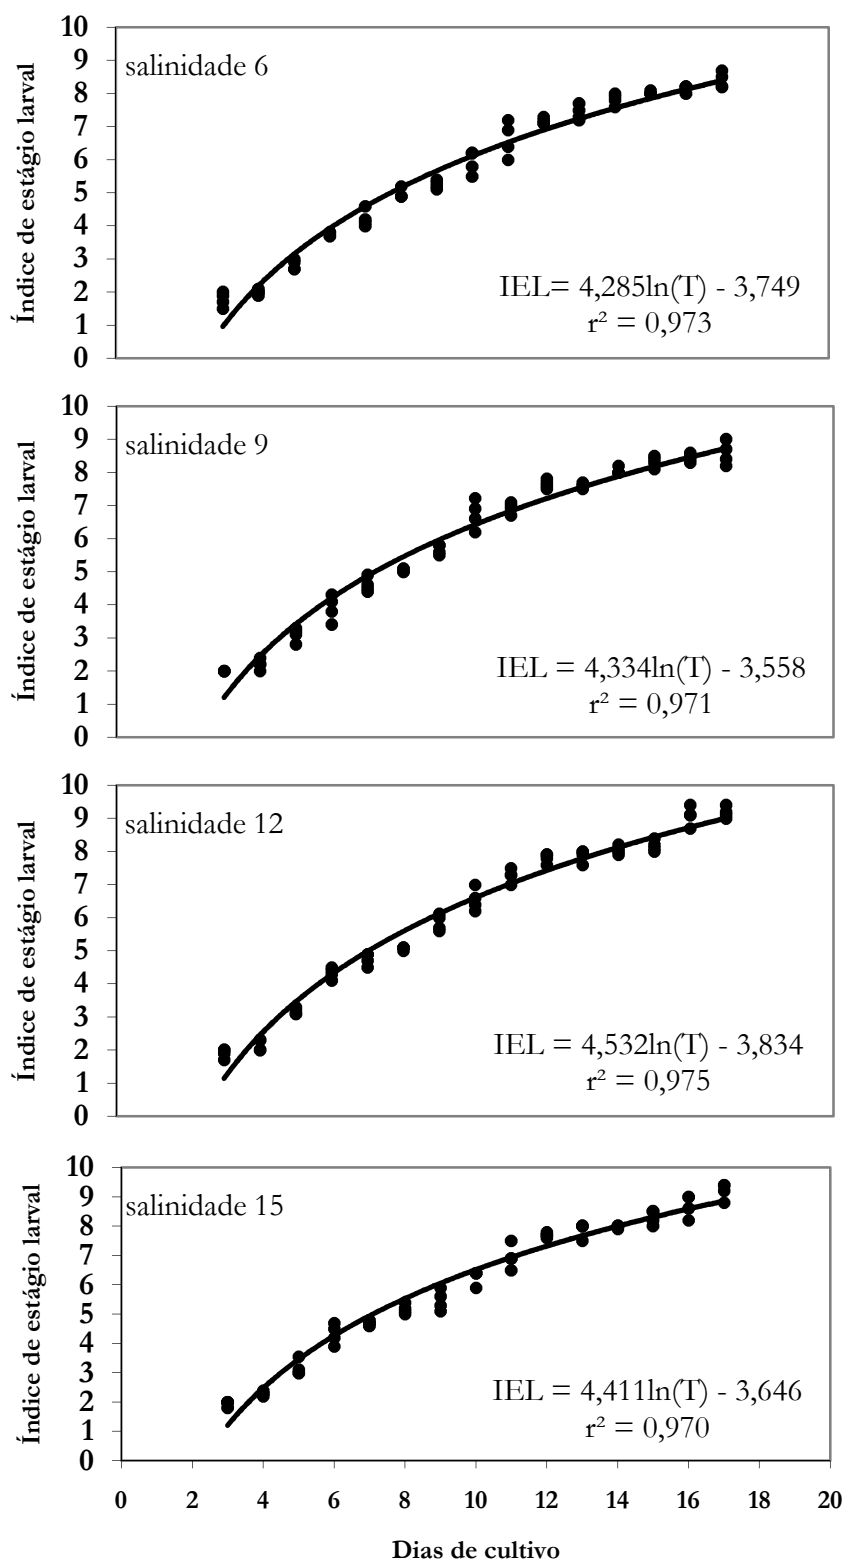 10
9
8
7
6
5
4
3
2
1
0
Índice de estágio larval
salinidade 6
IEL= 4,285ln(T) - 3,749
r² = 0,973
10
9
8
7
6
5
4
3
2
1
0
Índice de estágio larval
salinidade 9
IEL = 4,334ln(T) - 3,558
r² = 0,971
10
9
8
7
6
5
4
3
2
1
0
Índice de estágio larval
salinidade 12
IEL = 4,532ln(T) - 3,834
r² = 0,975
10
9
8
7
6
5
4
3
2
1
0
Índice de estágio larval
salinidade 15
IEL = 4,411ln(T) - 3,646
r² = 0,970
0 2 4 6 8 10 12 14 16 18 20
Dias de cultivo